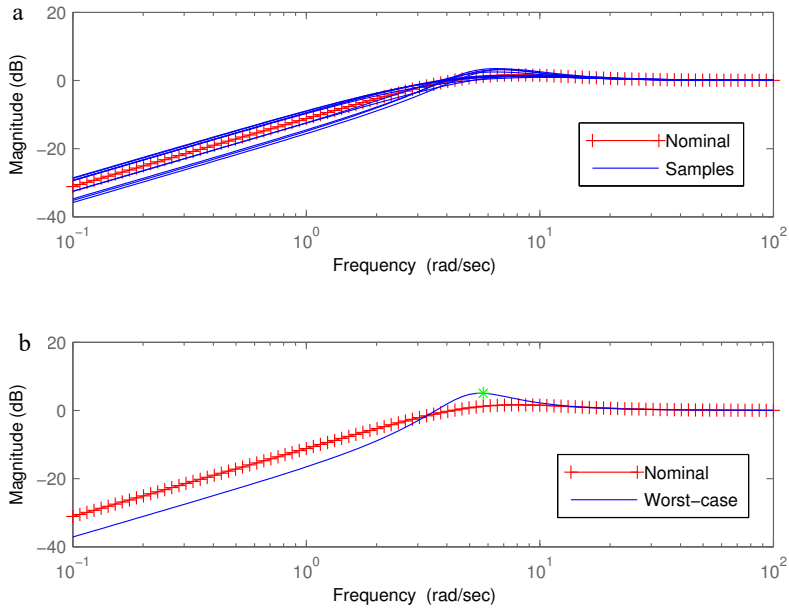 a
20
0
−20
−40
Magnitude (dB)
10^−1
10^0
10^1
10^2
Frequency (rad/sec)
Nominal
Samples
b
20
0
−20
−40
Magnitude (dB)
10^−1
10^0
10^1
10^2
Frequency (rad/sec)
Nominal
Worst−case